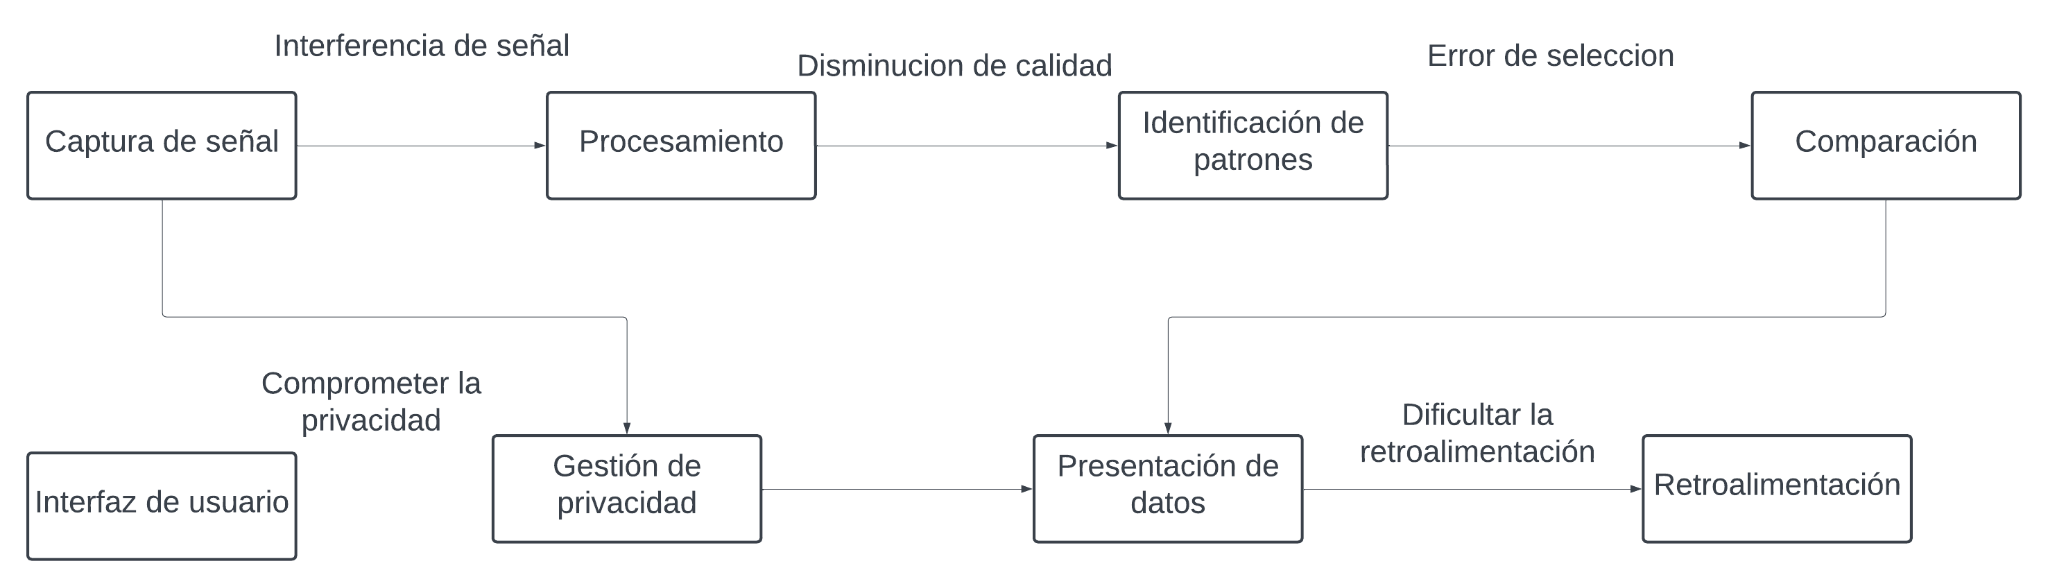 Interferencia de señal
Disminucion de calidad
Error de seleccion
Captura de señal
Procesamiento
Identificación de
patrones
Comparación
Comprometer la
privacidad
Dificultar la
retroalimentación
Interfaz de usuario
Gestión de
privacidad
Presentación de
datos
Retroalimentación